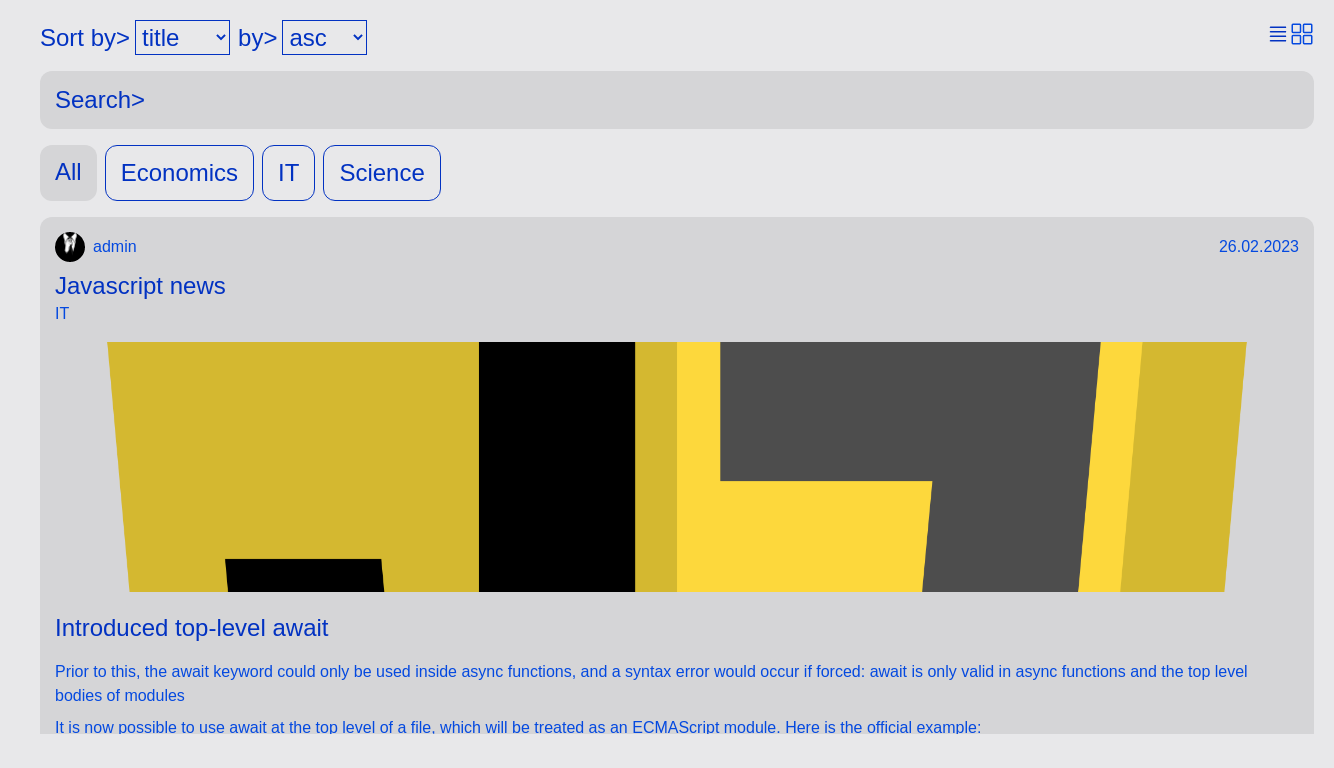 Sort by> title by> asc
Search>
All Economics IT Science
admin 26.02.2023
Javascript news
IT
Introduced top-level await
Prior to this, the await keyword could only be used inside async functions, and a syntax error would occur if forced: await is only valid in async functions and the top level
bodies of modules
It is now possible to use await at the top level of a file, which will be treated as an ECMAScript module. Here is the official example: